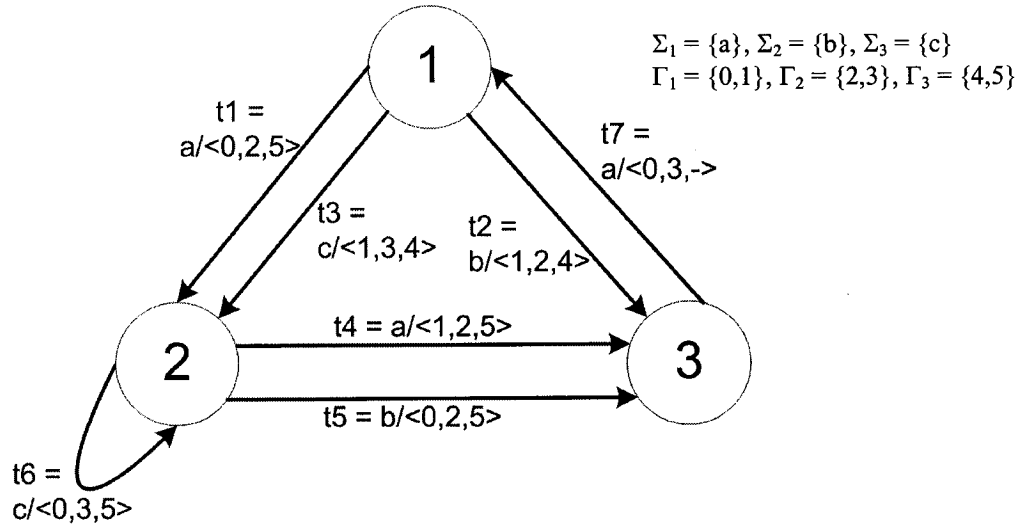 1
Σ₁ = {a}, Σ₂ = {b}, Σ₃ = {c}
Γ₁ = {0,1}, Γ₂ = {2,3}, Γ₃ = {4,5}
t1 =
a/<0,2,5>
t7 =
a/<0,3,->
t3 =
c/<1,3,4>
t2 =
b/<1,2,4>
t4 = a/<1,2,5>
2
3
t5 = b/<0,2,5>
t6 =
c/<0,3,5>